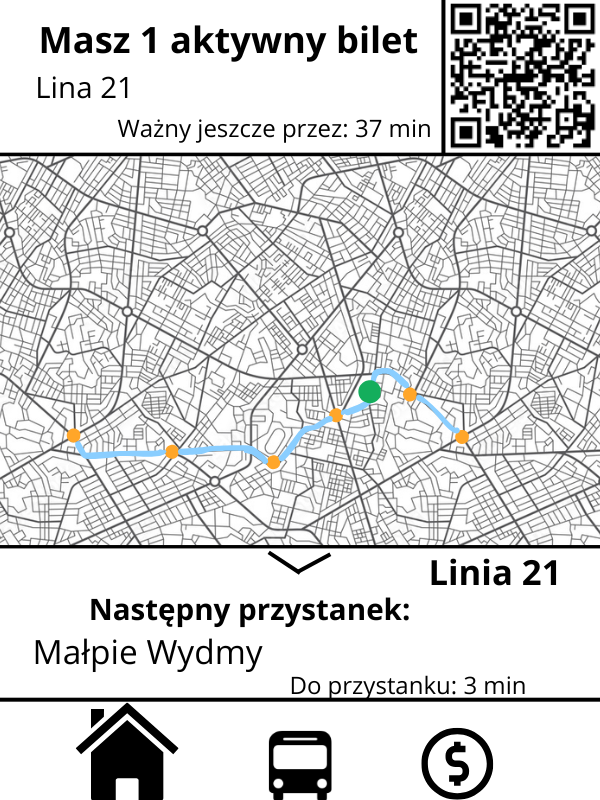 Masz 1 aktywny bilet
Lina 21
Ważny jeszcze przez: 37 min
Linia 21
Następny przystanek:
Małpie Wydmy
Do przystanku: 3 min
$